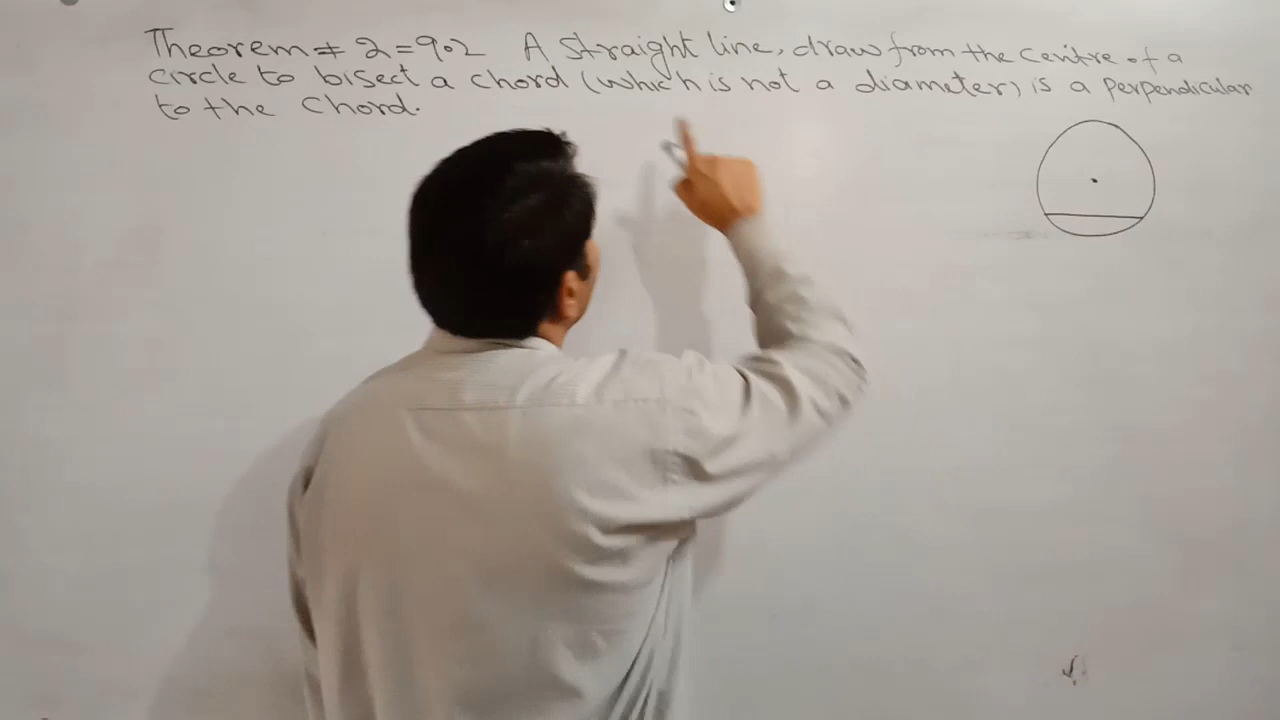 Theorem # 2=9.2 A straight line, draw from the centre of a
circle to bisect a chord (which is not a diameter) is a perpendicular
to the chord.